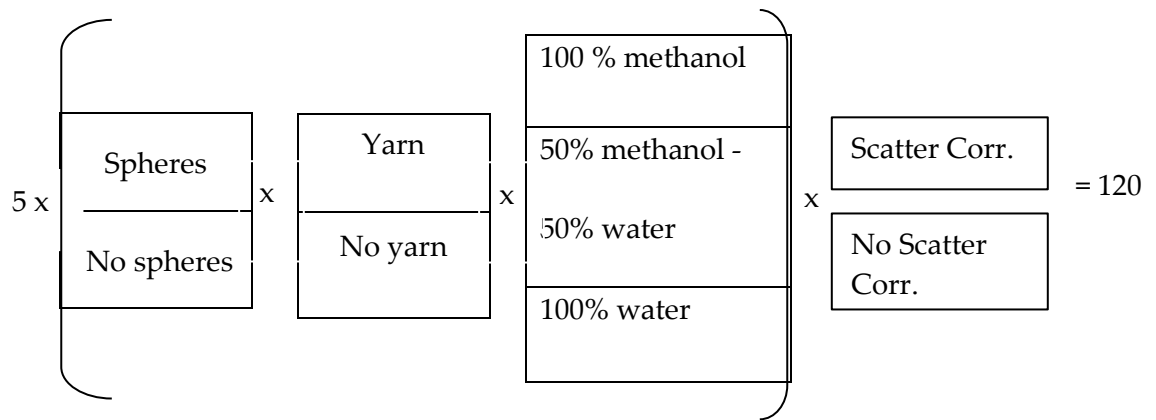 5 x
Spheres
No spheres
x
Yarn
No yarn
x
100 % methanol
50% methanol -
50% water
100% water
x
Scatter Corr.
No Scatter
Corr.
= 120